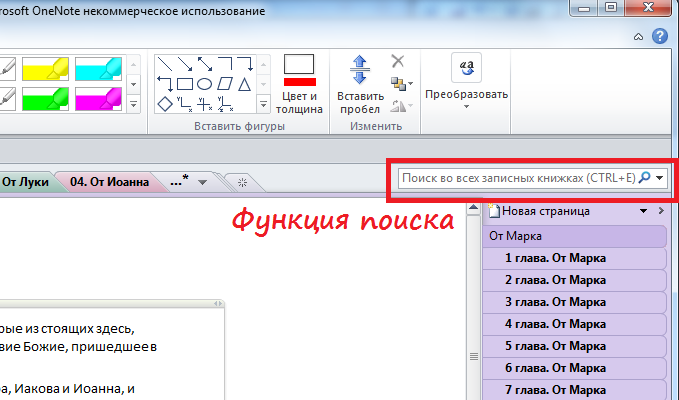 rosoft OneNote некоммерческое использование
Цвет и
толщина
Вставить
пробел
Преобразовать
Вставить фигуры
Изменить
От Луки
04. От Иоанна
...*
Поиск во всех записных книжках (CTRL+E)
Функция поиска
Новая страница
От Марка
1 глава. От Марка
2 глава. От Марка
3 глава. От Марка
4 глава. От Марка
5 глава. От Марка
6 глава. От Марка
7 глава. От Марка
рые из стоящих здесь,
вие Божие, пришедшее в
а, Иакова и Иоанна, и